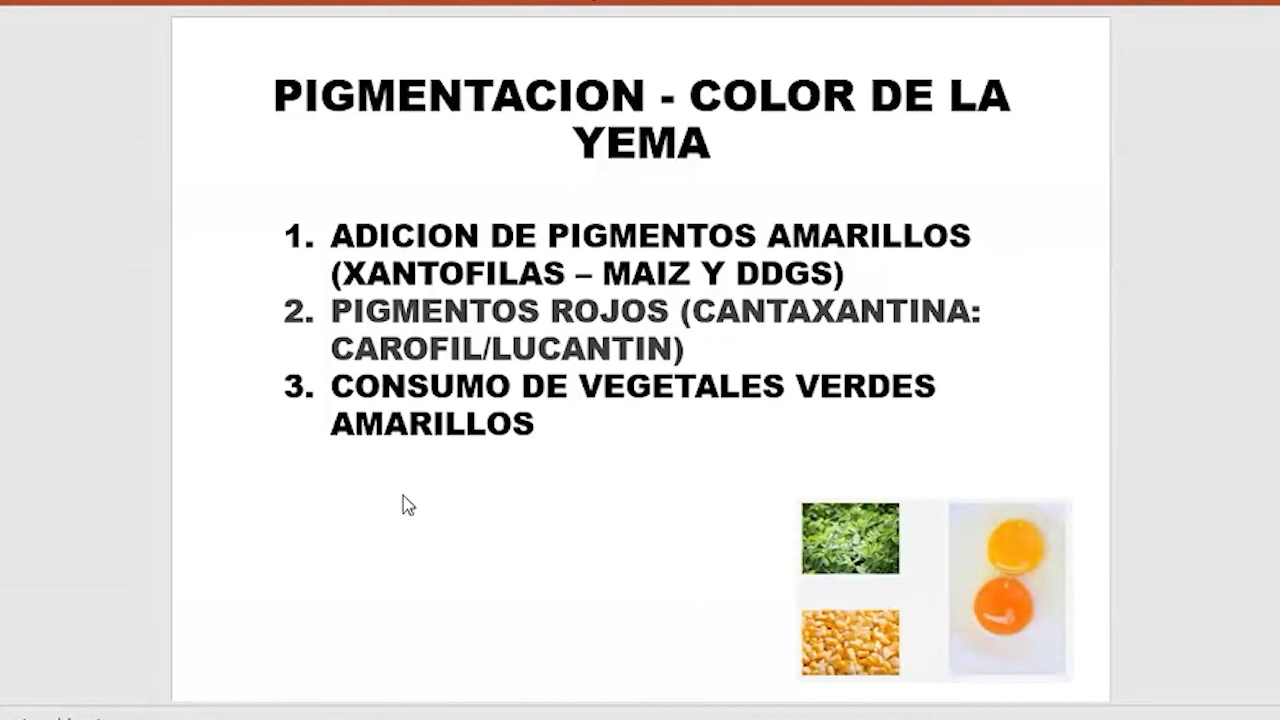 PIGMENTACION - COLOR DE LA
YEMA
1. ADICION DE PIGMENTOS AMARILLOS
(XANTOFILAS – MAIZ Y DDGS)
2. PIGMENTOS ROJOS (CANTAXANTINA:
CAROFIL/LUCANTIN)
3. CONSUMO DE VEGETALES VERDES
AMARILLOS